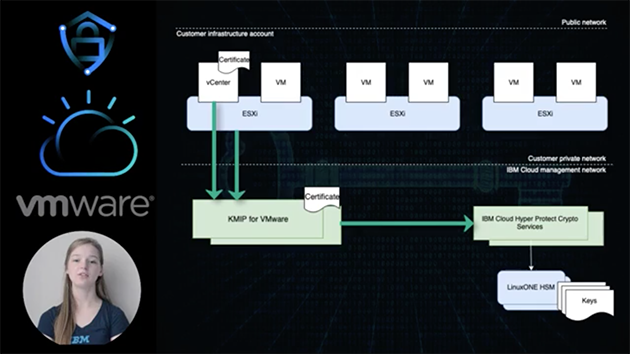 Public network
Customer infrastructure account
Certificate
vCenter
VM
VM
VM
VM
VM
ESXi
ESXi
ESXi
Customer private network
IBM Cloud management network
vmware®
Certificate
KMIP for VMware
IBM Cloud Hyper Protect Crypto
Services
LinuxONE HSM
Keys
IBM